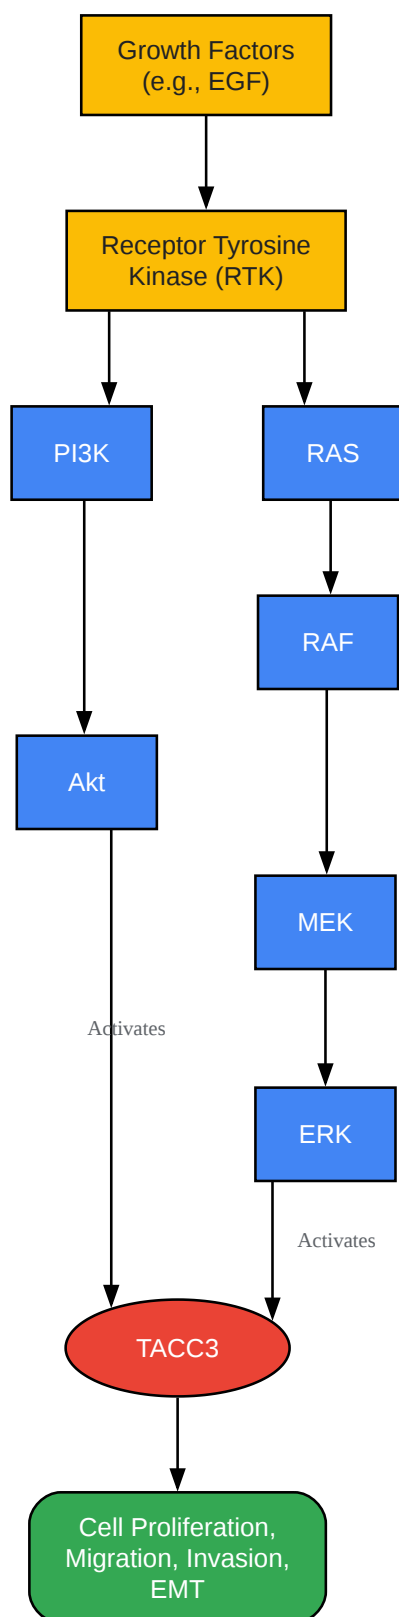 Growth Factors
(e.g., EGF)
Receptor Tyrosine
Kinase (RTK)
PI3K
RAS
RAF
Akt
MEK
Activates
ERK
Activates
TACC3
Cell Proliferation,
Migration, Invasion,
EMT